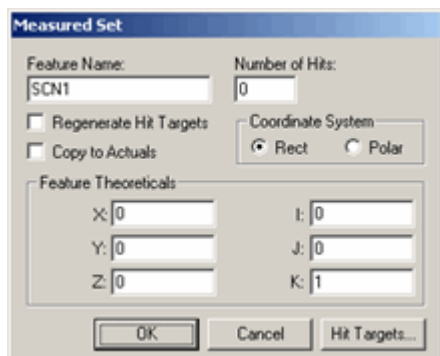 Measured Set
Feature Name: Number of Hits:
SCN1 0
Regenerate Hit Targets
Copy to Actuals
Coordinate System
Rect Polar
Feature Theoreticals
X: 0 I: 0
Y: 0 J: 0
Z: 0 K: 1
OK Cancel Hit Targets...